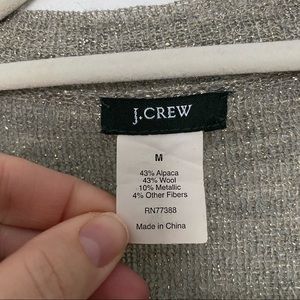 J.CREW
M
43% Alpaca
43% Wool
10% Metallic
4% Other Fibers
RN77388
Made in China